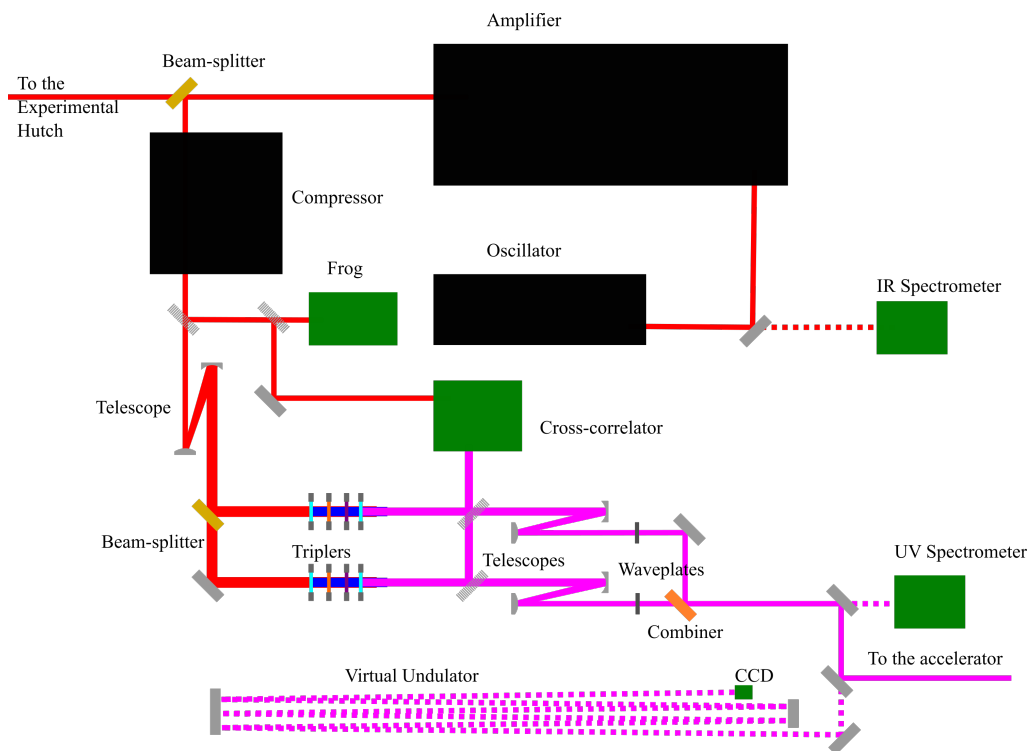 Amplifier
Beam-splitter
To the
Experimental
Hutch
Compressor
Oscillator
Frog
IR Spectrometer
Telescope
Cross-correlator
Beam-splitter
Triplers
Telescopes
Waveplates
UV Spectrometer
Combiner
To the accelerator
Virtual Undulator
CCD